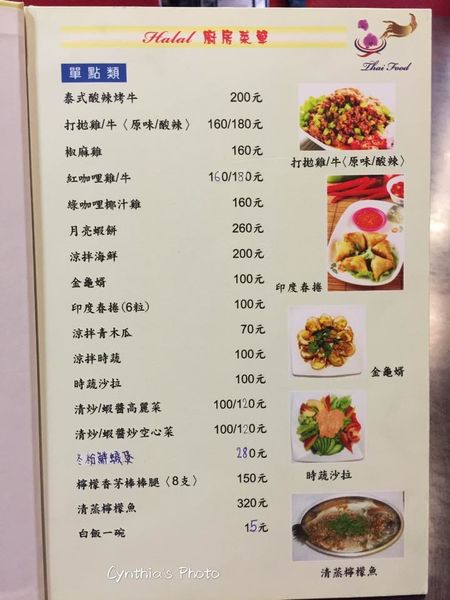 Halal 廚房菜單
Thai Food
單點類
泰式酸辣烤牛 200元
打拋雞/牛〈原味/酸辣〉 160/180元
椒麻雞 160元
紅咖哩雞/牛 160/180元
綠咖哩椰汁雞 160元
月亮蝦餅 260元
涼拌海鮮 200元
金龜婿 100元
印度春捲(6粒) 100元
涼拌青木瓜 70元
涼拌時蔬 100元
時蔬沙拉 100元
清炒/蝦醬高麗菜 100/120元
清炒/蝦醬炒空心菜 100/120元
鮮蝦煲 280元
檸檬香茅棒棒腿〈8支〉 150元
清蒸檸檬魚 320元
白飯一碗 15元
打拋雞/牛〈原味/酸辣〉
印度春捲
金龜婿
時蔬沙拉
清蒸檸檬魚
Cynthia's Photo